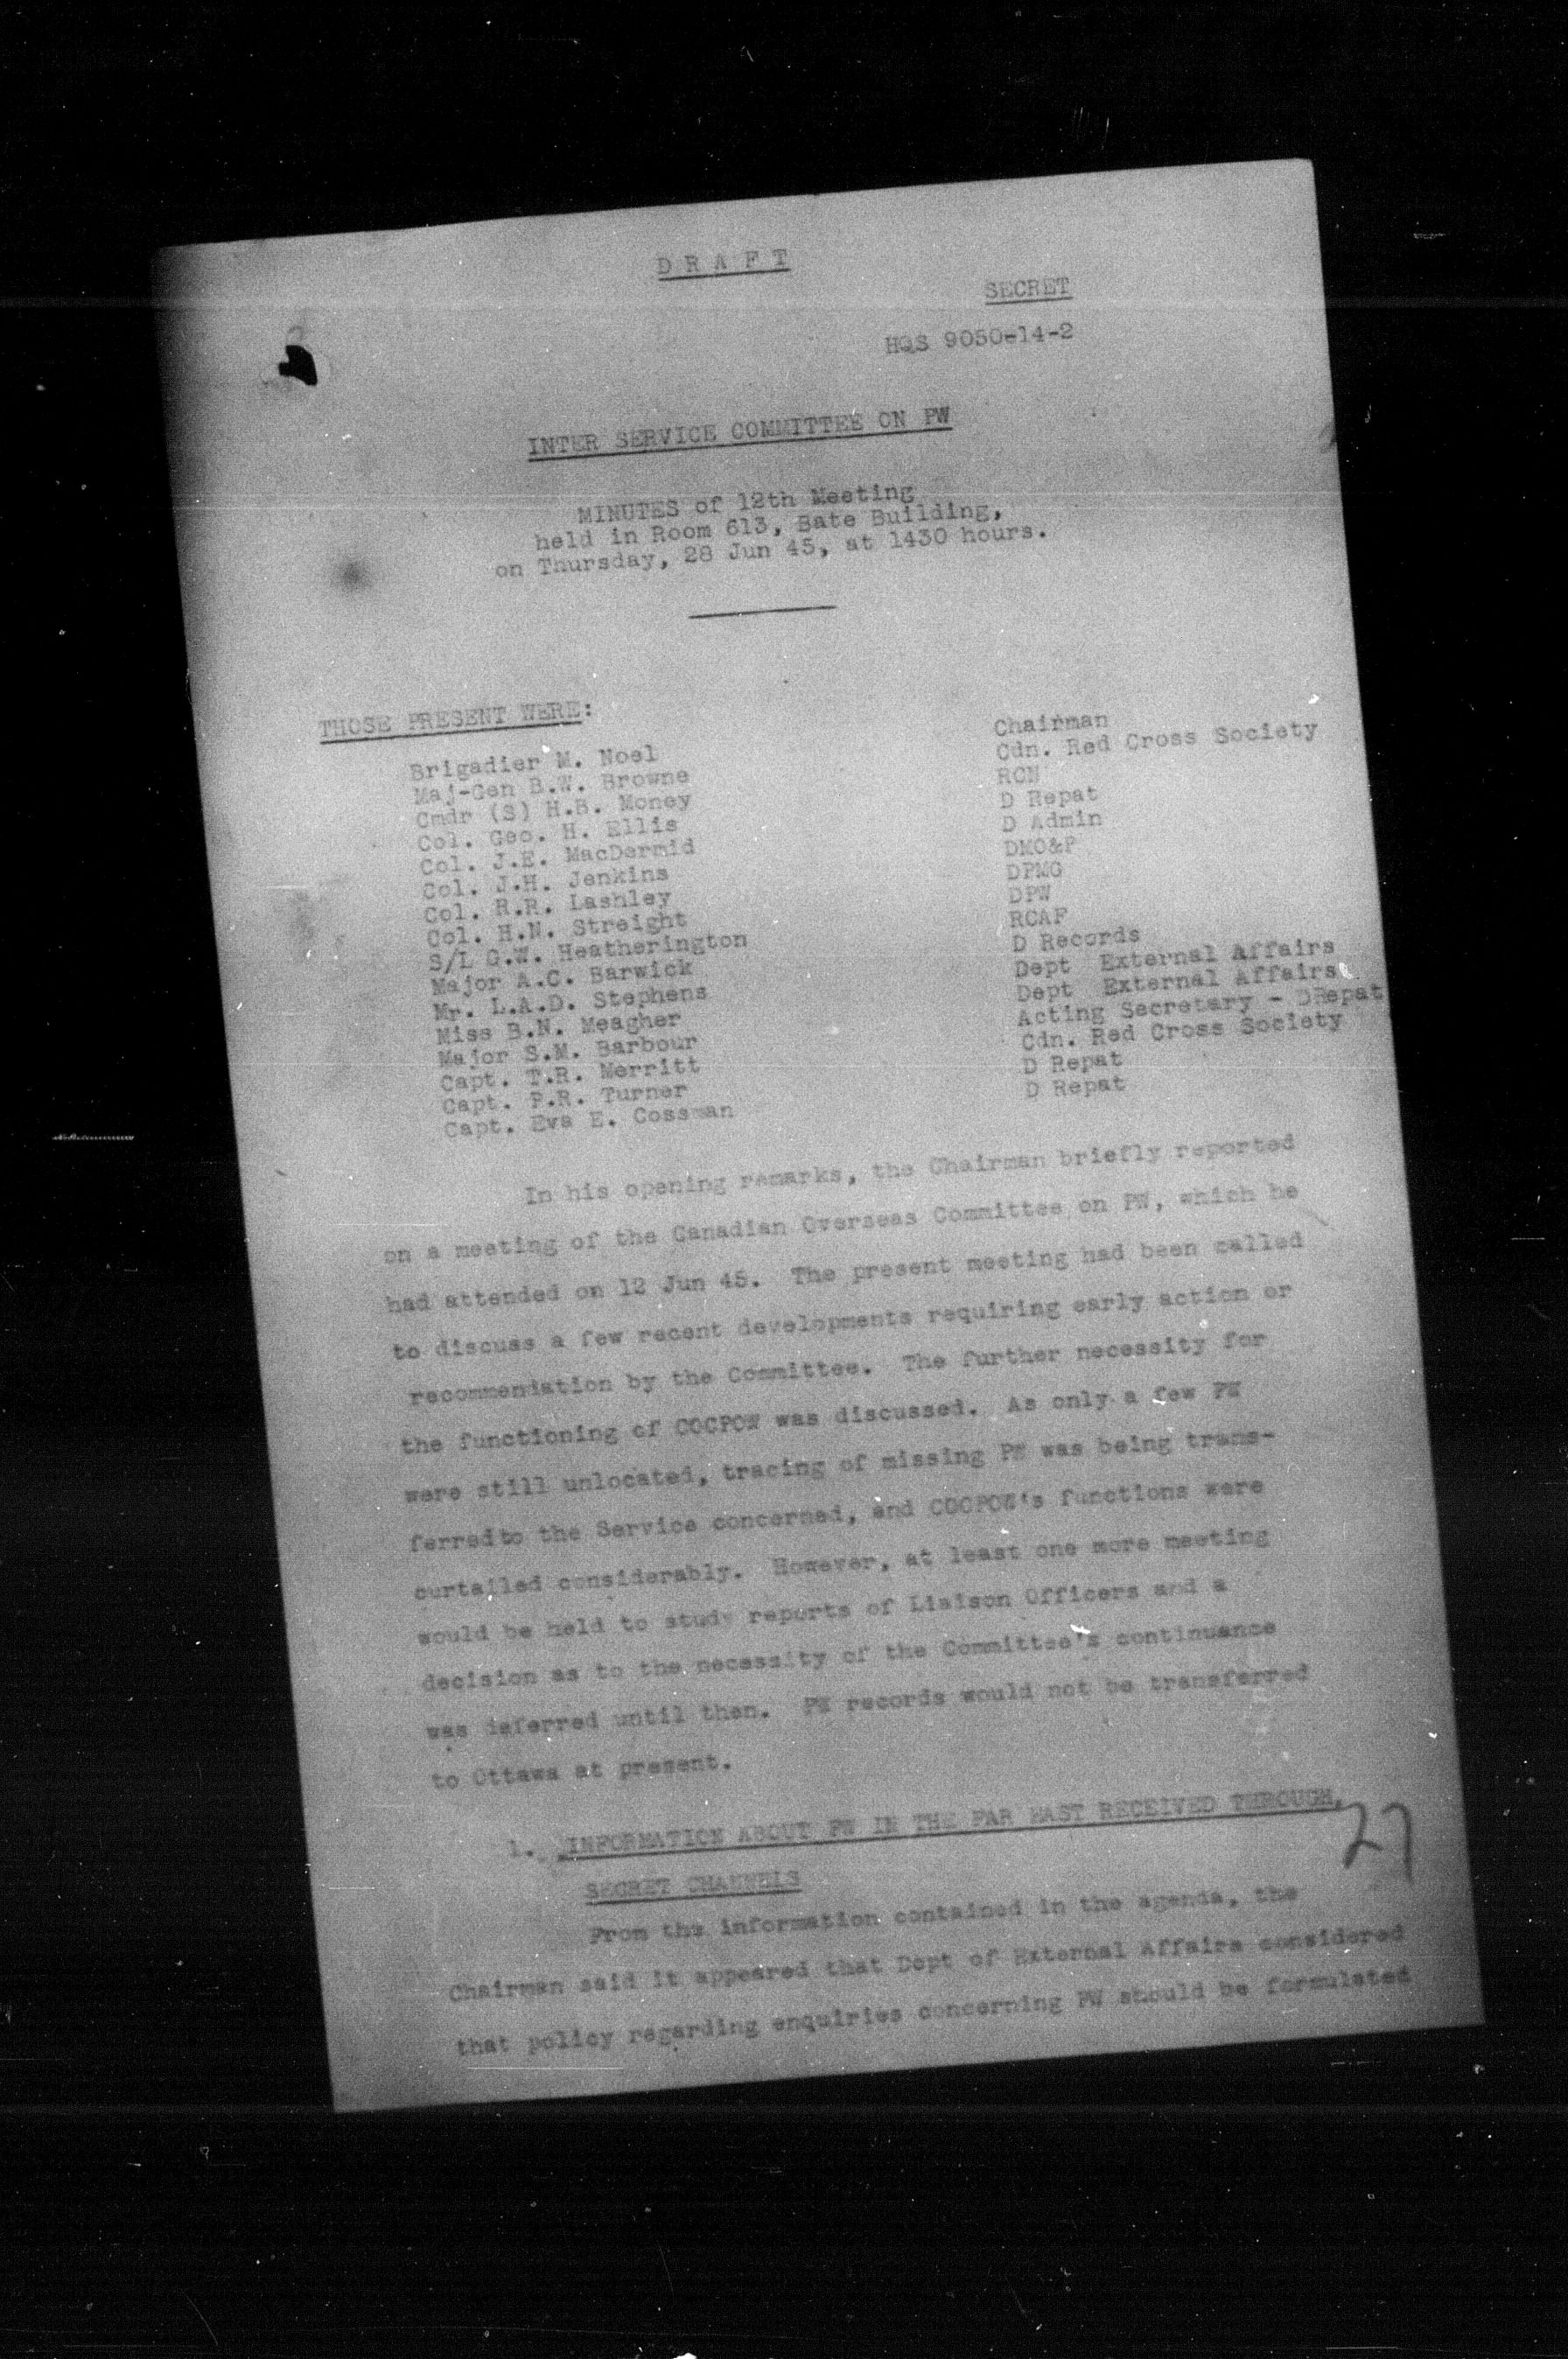 D R A F T
SECRET
HQS 9050-14-2
INTER SERVICE COMMITTEE ON PW
MINUTES of 12th Meeting
held in Room 613, Bate Building,
on Thursday, 28 Jun 45, at 1430 hours.
THOSE PRESENT WERE:
Brigadier M. Noel Chairman
Maj-Gen B.W. Browne Cdn. Red Cross Society
Cmdr (S) H.B. Money RCN
Col. Geo. H. Ellis D Repat
Col. J.E. MacDermid D Admin
Col. J.H. Jenkins DMO&P
Col. R.R. Lashley DPMG
Col. H.N. Streight DPW
S/L G.W. Heatherington RCAF
Major A.C. Barwick D Records
Mr. L.A.D. Stephens Dept External Affairs
Miss B.N. Meagher Dept External Affairs
Major S.M. Barbour Acting Secretary - DRepat
Capt. T.R. Merritt Cdn. Red Cross Society
Capt. P.R. Turner D Repat
Capt. Eva E. Cossman D Repat
In his opening remarks, the Chairman briefly reported
on a meeting of the Canadian Overseas Committee on PW, which he
had attended on 12 Jun 45. The present meeting had been called
to discuss a few recent developments requiring early action or
recommendation by the Committee. The further necessity for
the functioning of COCPOW was discussed. As only a few PW
were still unlocated, tracing of missing PW was being trans-
ferredto the Service concerned, and COCPOW's functions were
curtailed considerably. However, at least one more meeting
would be held to study reports of Liaison Officers and a
decision as to the necessity of the Committee's continuance
was deferred until then. PW records would not be transferred
to Ottawa at present.
1. INFORMATION ABOUT PW IN THE FAR EAST RECEIVED THROUGH
SECRET CHANNELS
27
From the information contained in the agenda, the
Chairman said it appeared that Dept of External Affairs considered
that policy regarding enquiries concerning PW should be formulated